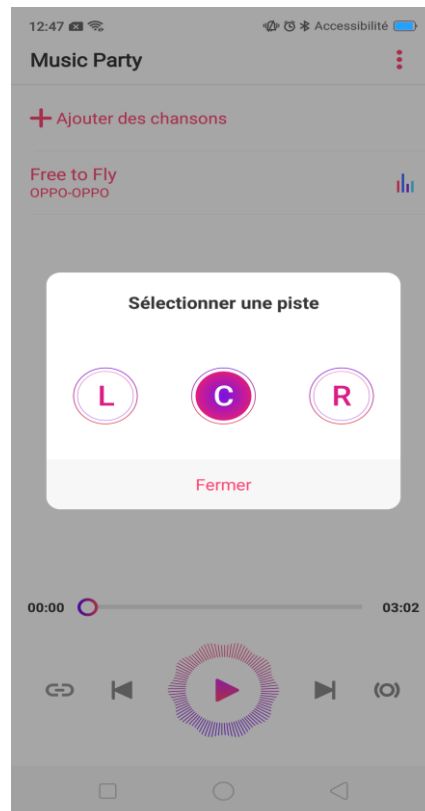 12:47 Accessibilité
Music Party
Ajouter des chansons
Free to Fly
OPPO-OPPO
Sélectionner une piste
L C R
Fermer
00:00 03:02